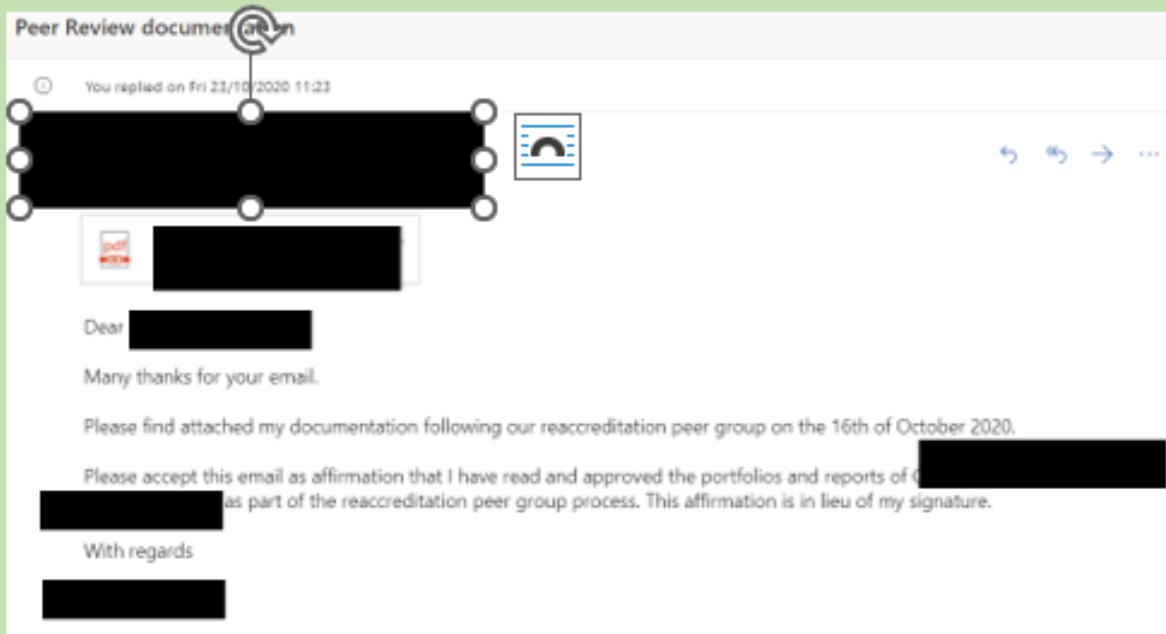 Peer Review documentation
You replied on Fri 23/10/2020 11:23
pdf
Dear
Many thanks for your email.
Please find attached my documentation following our reaccreditation peer group on the 16th of October 2020.
Please accept this email as affirmation that I have read and approved the portfolios and reports of
as part of the reaccreditation peer group process. This affirmation is in lieu of my signature.
With regards